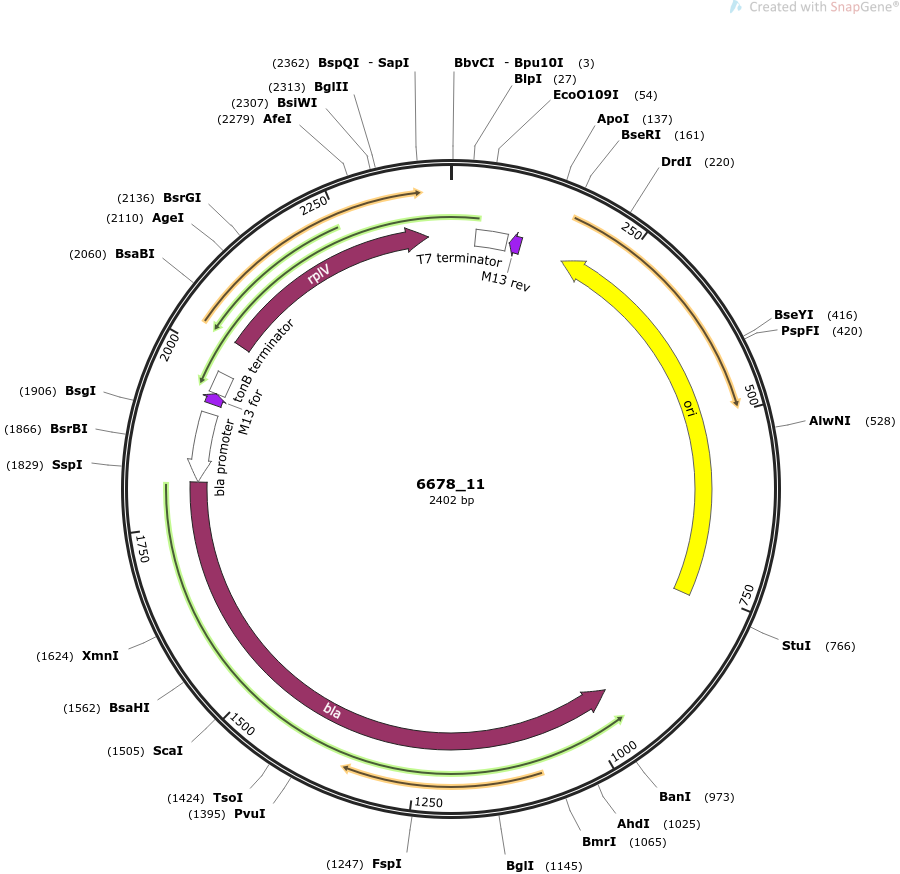 Created with SnapGene®
(2362) BspQI - SapI
BbvCI - Bpu10I (3)
(2313) BglII
BlpI (27)
(2307) BsiWI
EcoO109I (54)
(2279) AfeI
ApoI (137)
BseRI (161)
DrdI (220)
(2136) BsrGI
(2110) AgeI
(2060) BsaBI
2250
250
rplV
T7 terminator
M13 rev
BseYI (416)
PspFI (420)
2000
tonB terminator
M13 for
500
(1906) BsgI
(1866) BsrBI
(1829) SspI
ori
AlwNI (528)
bla promoter
6678_11
2402 bp
1750
750
StuI (766)
(1624) XmnI
(1562) BsaHI
(1505) ScaI
bla
1500
1000
(1424) TsoI
(1395) PvuI
1250
BanI (973)
AhdI (1025)
BmrI (1065)
(1247) FspI
BglI (1145)